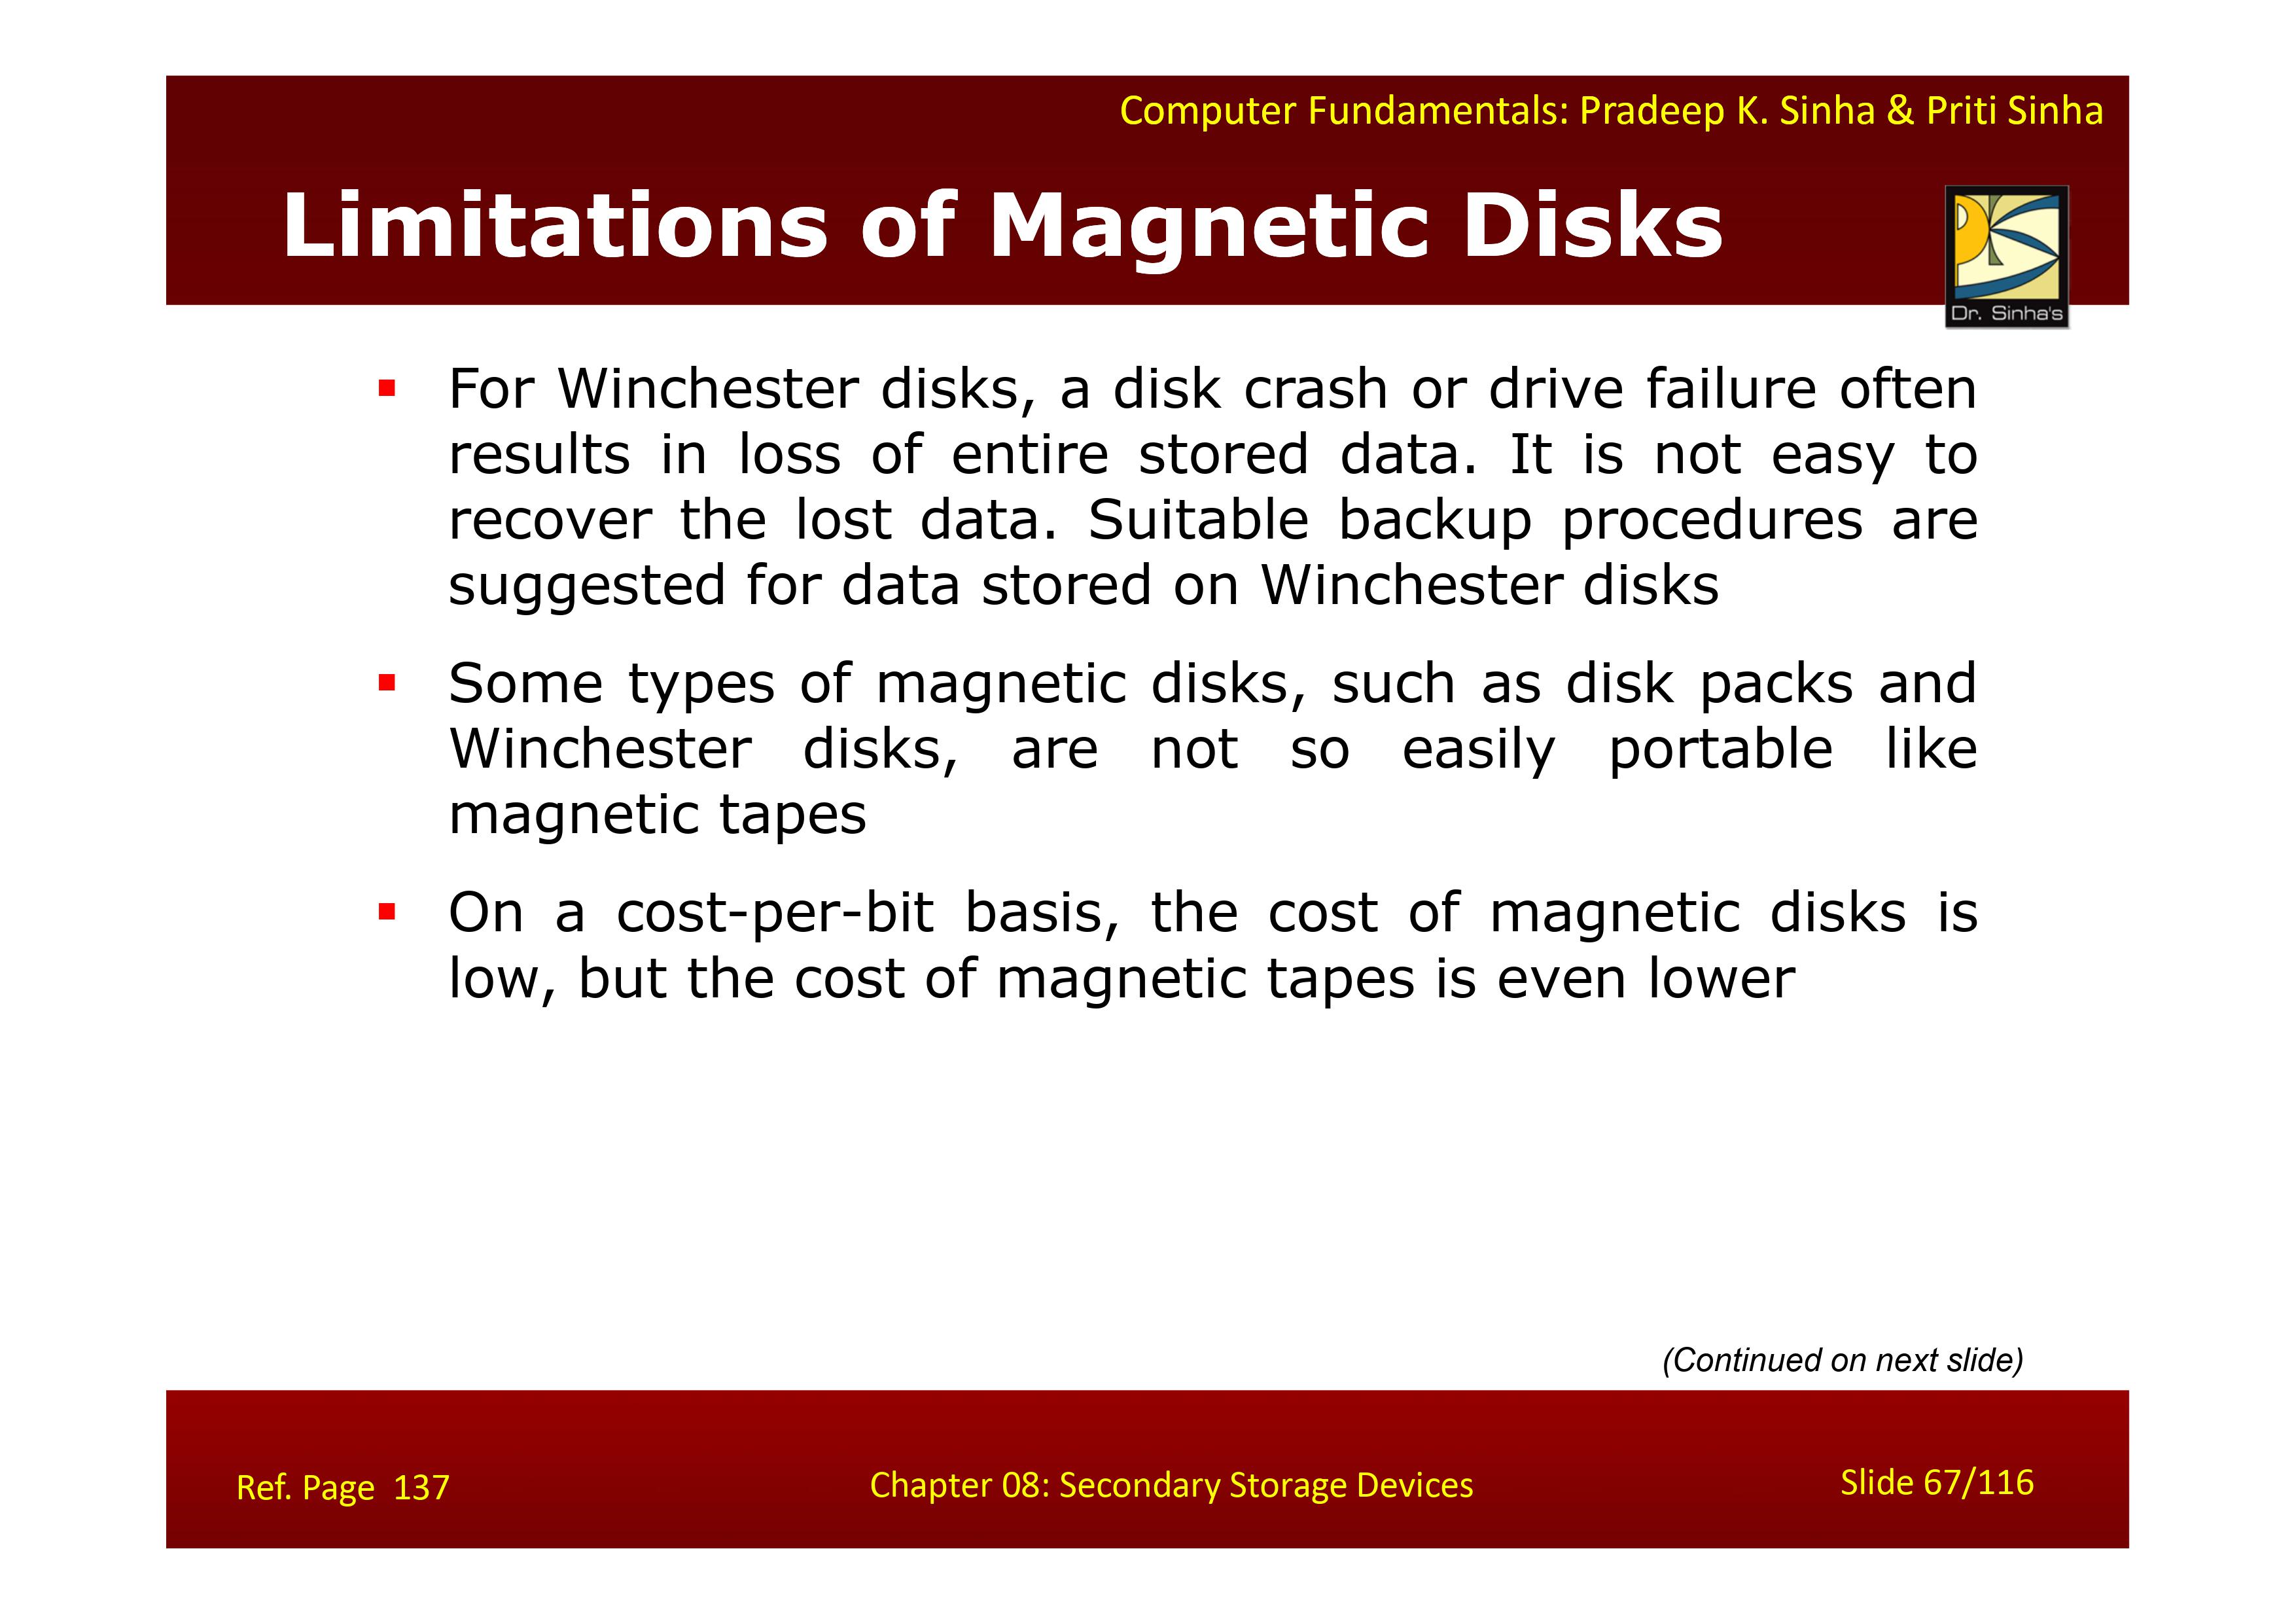 Computer Fundamentals: Pradeep K. Sinha & Priti Sinha
Limitations of Magnetic Disks
Dr. Sinha's
▪ For Winchester disks, a disk crash or drive failure often
results in loss of entire stored data. It is not easy to
recover the lost data. Suitable backup procedures are
suggested for data stored on Winchester disks
▪ Some types of magnetic disks, such as disk packs and
Winchester disks, are not so easily portable like
magnetic tapes
▪ On a cost-per-bit basis, the cost of magnetic disks is
low, but the cost of magnetic tapes is even lower
(Continued on next slide)
Ref. Page 137
Chapter 08: Secondary Storage Devices
Slide 67/116